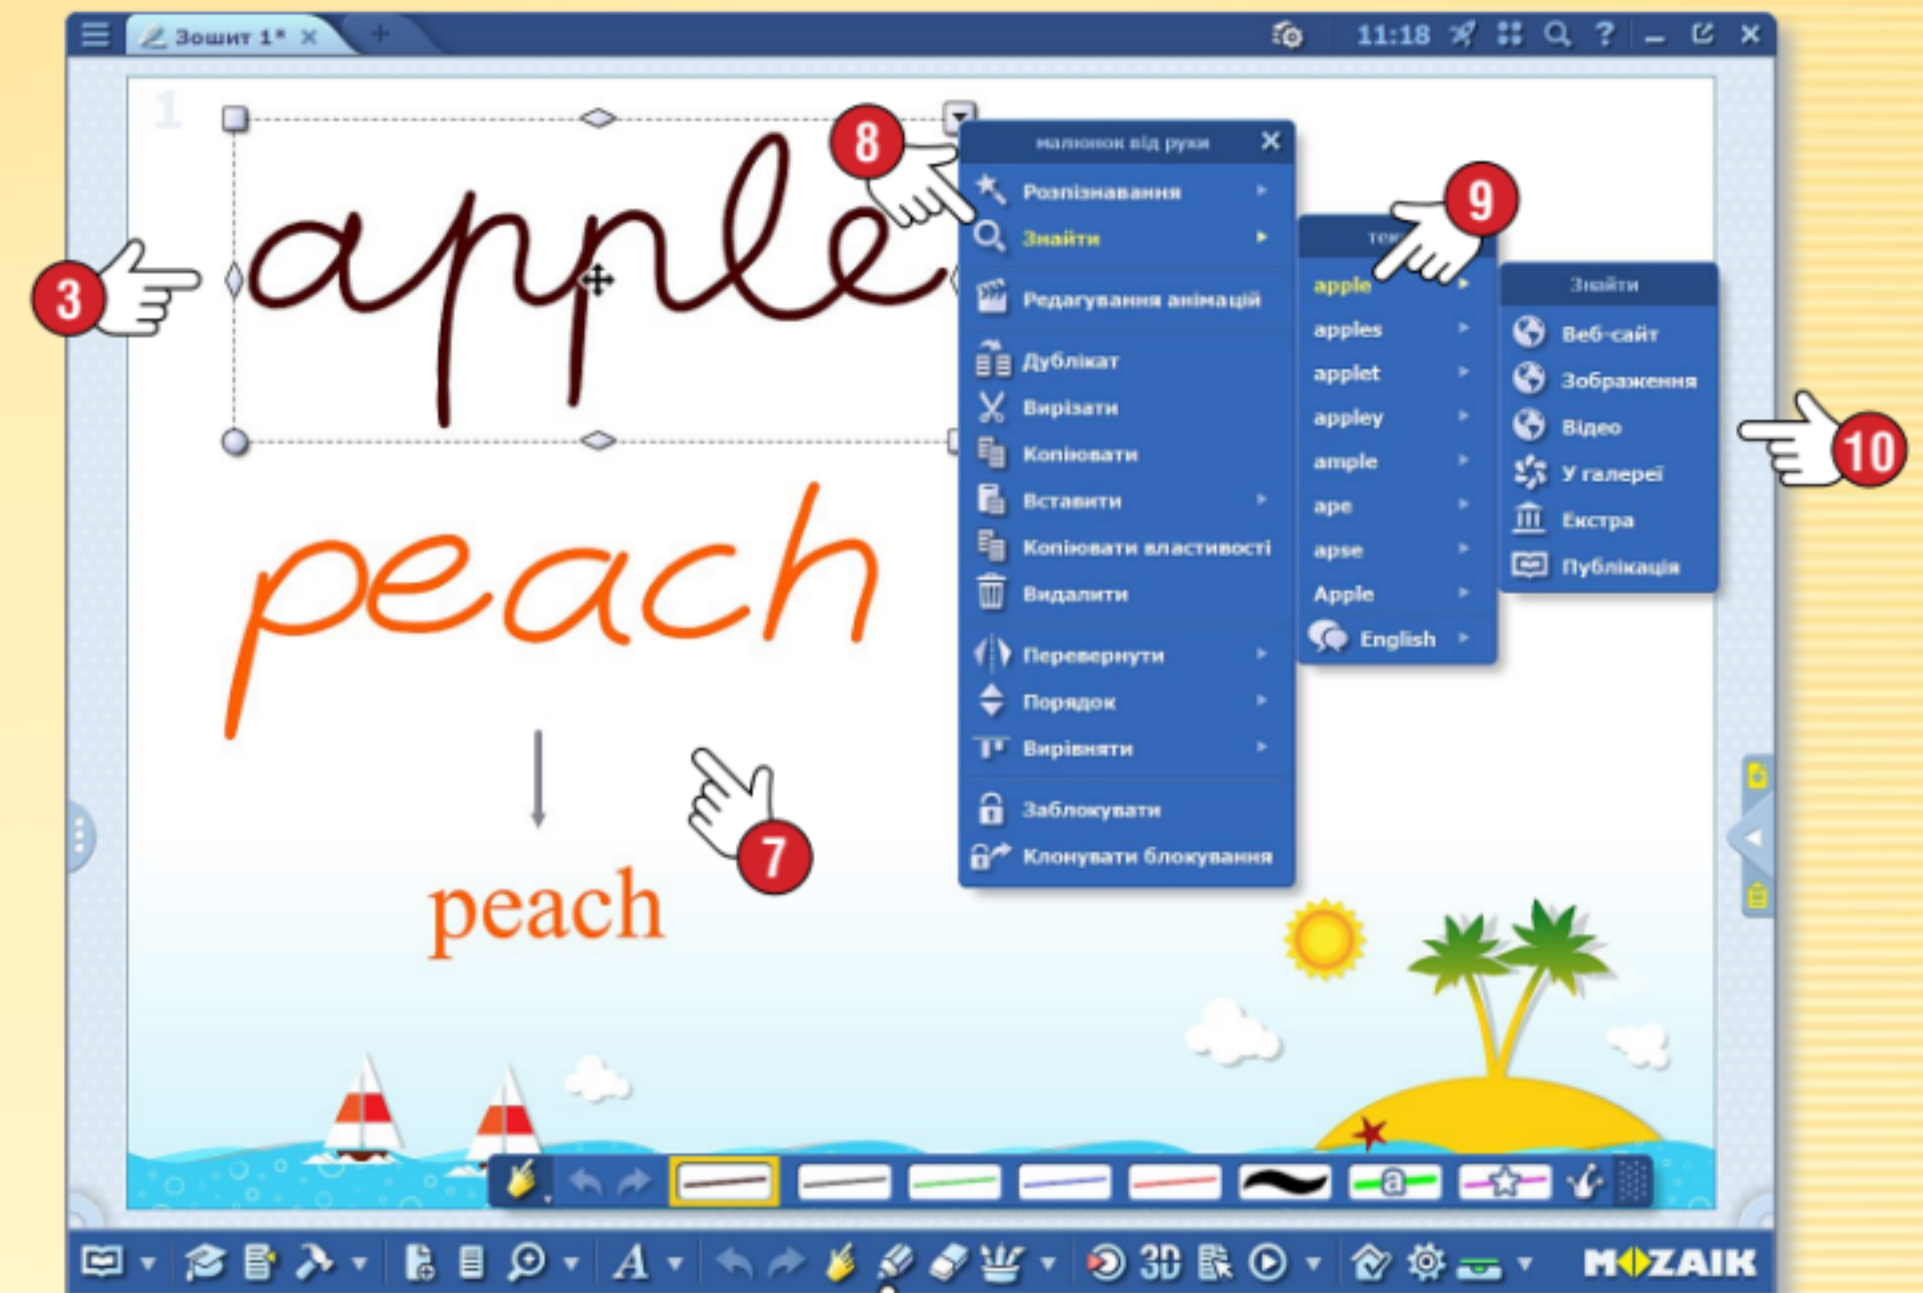 Зошит 1*
11:18
1
apple
3
8
малюнок від руки
Розпізнавання
Знайти
Редагування анімацій
Дублікат
Вирізати
Копіювати
Вставити
Копіювати властивості
Видалити
Перевернути
Порядок
Вирівняти
Заблокувати
Клонувати блокування
9
apple
apples
applet
appley
ample
ape
apse
Apple
English
Знайти
Веб-сайт
Зображення
Відео
У галереї
Екстра
Публікація
10
peach
7
peach
a
A
3D
MOZAIK